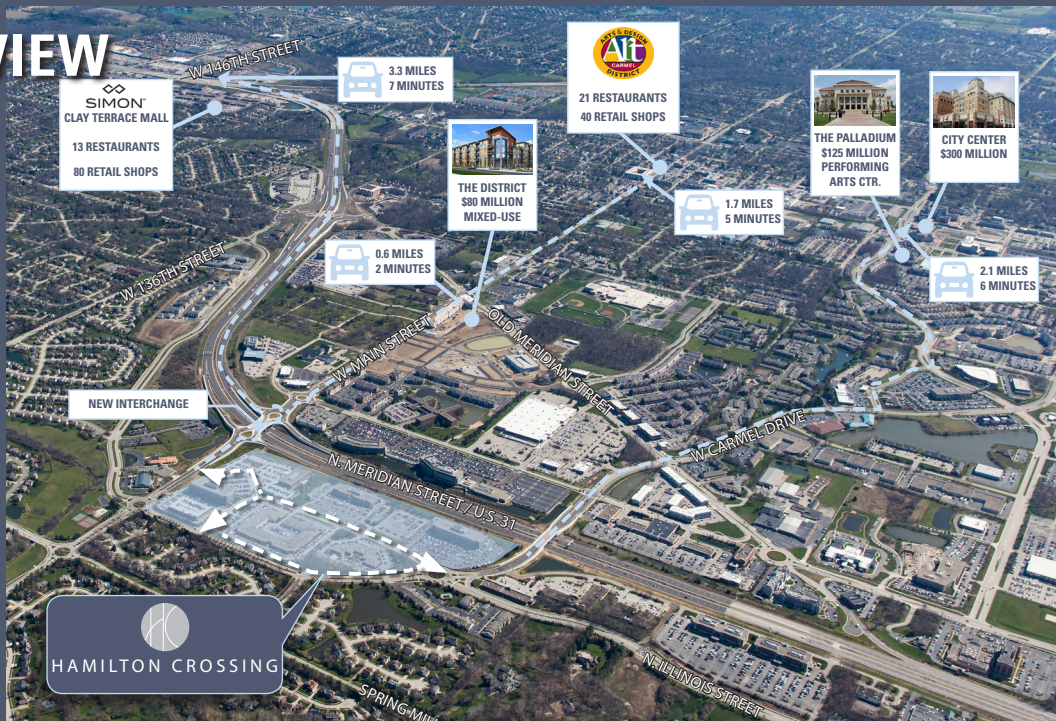 VIEW
W 146TH STREET
SIMON™
CLAY TERRACE MALL
13 RESTAURANTS
80 RETAIL SHOPS
3.3 MILES
7 MINUTES
ARTS & DESIGN
Art
CARMEL
DISTRICT
21 RESTAURANTS
40 RETAIL SHOPS
THE DISTRICT
$80 MILLION
MIXED-USE
THE PALLADIUM
$125 MILLION
PERFORMING
ARTS CTR.
CITY CENTER
$300 MILLION
1.7 MILES
5 MINUTES
0.6 MILES
2 MINUTES
2.1 MILES
6 MINUTES
W 136TH STREET
W MAIN STREET
OLD MERIDIAN STREET
NEW INTERCHANGE
W CARMEL DRIVE
N. MERIDIAN STREET / U.S. 31
HC
HAMILTON CROSSING
N ILLINOIS STREET
SPRING MI